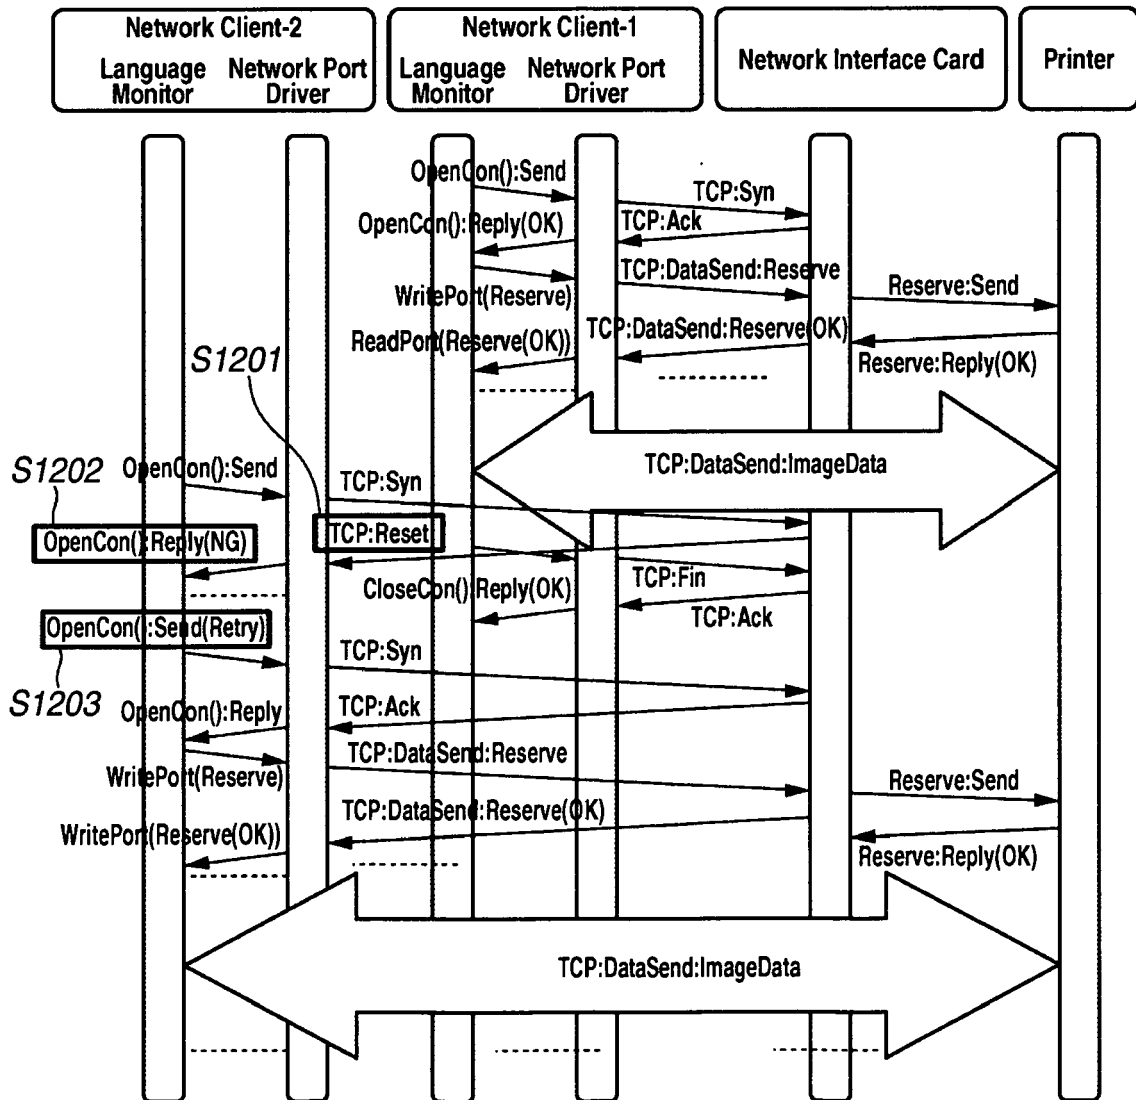 Network Client-2
Language Monitor
Network Port Driver
Network Client-1
Language Monitor
Network Port Driver
Network Interface Card
Printer
OpenCon():Send
TCP:Syn
TCP:Ack
OpenCon():Reply(OK)
TCP:DataSend:Reserve
WritePort(Reserve)
Reserve:Send
TCP:DataSend:Reserve(OK)
ReadPort(Reserve(OK))
Reserve:Reply(OK)
S1201
TCP:DataSend:ImageData
S1202
OpenCon():Send
TCP:Syn
TCP:Reset
OpenCon():Reply(NG)
TCP:Fin
CloseCon():Reply(OK)
TCP:Ack
OpenCon():Send(Retry)
TCP:Syn
S1203
OpenCon():Reply
TCP:Ack
TCP:DataSend:Reserve
WritePort(Reserve)
Reserve:Send
TCP:DataSend:Reserve(OK)
WritePort(Reserve(OK))
Reserve:Reply(OK)
TCP:DataSend:ImageData